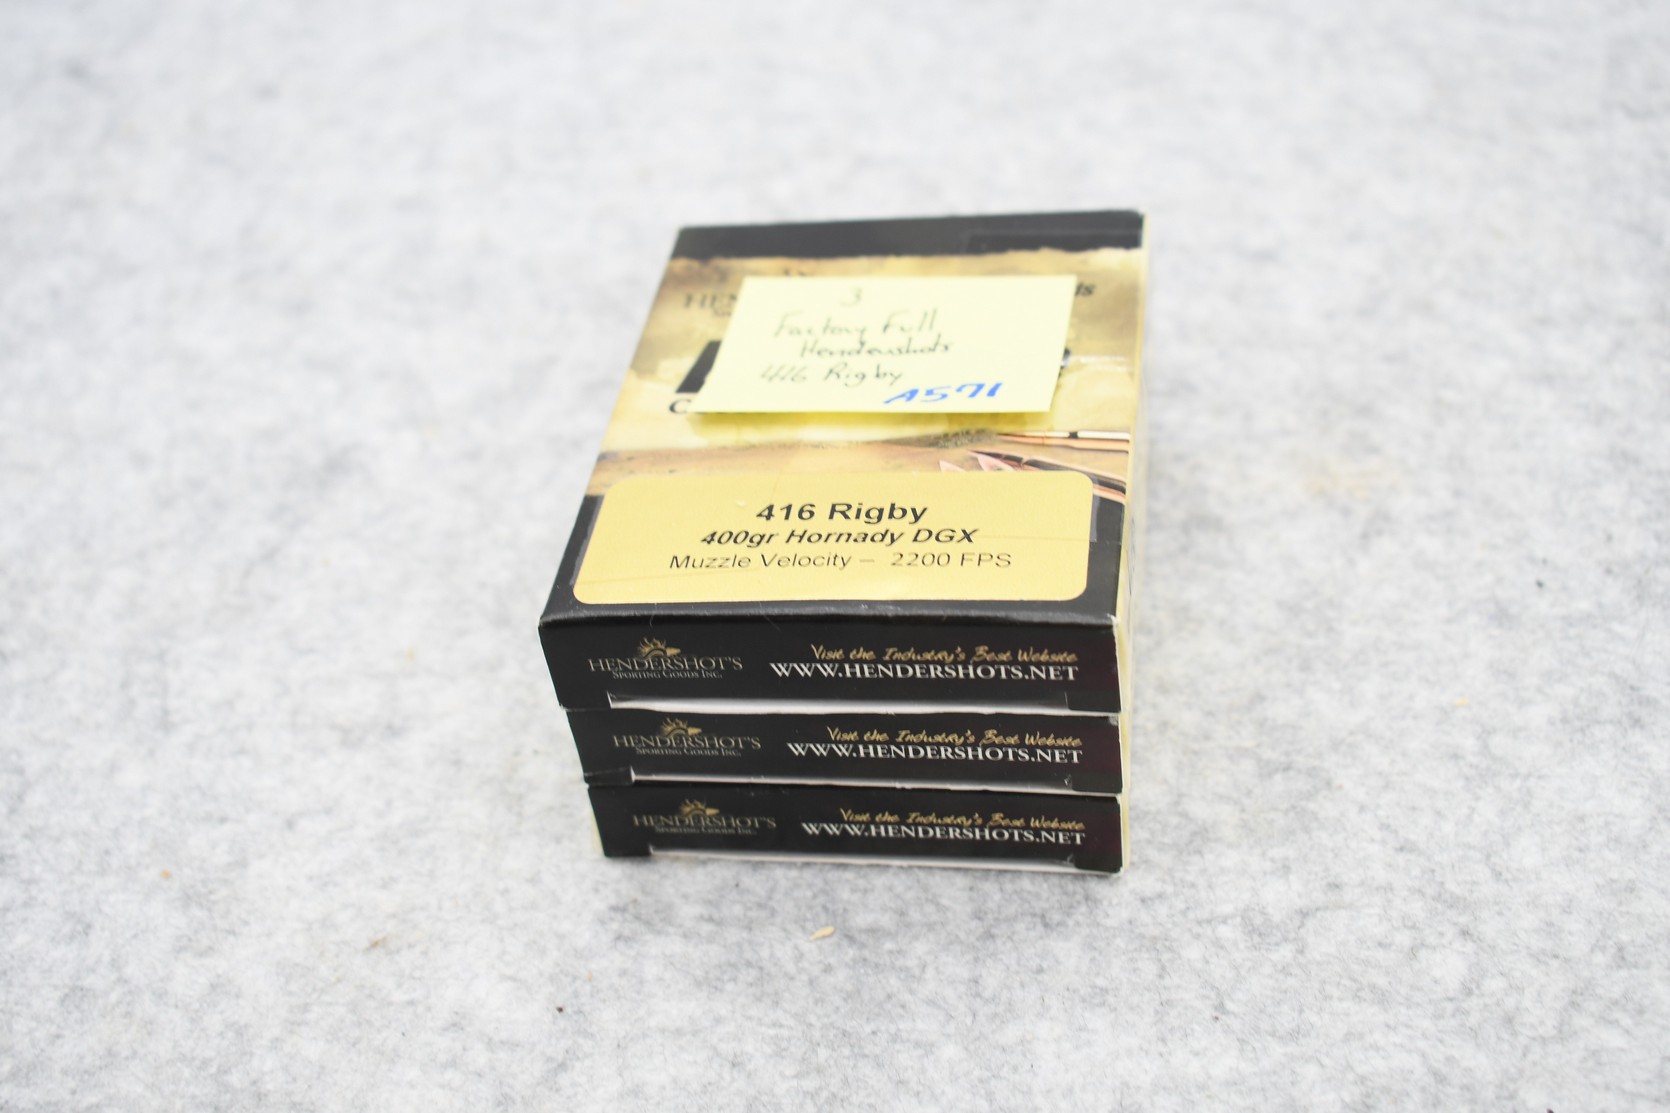 3
Factory Full
Hendershots
416 Rigby
A571
416 Rigby
400gr Hornady DGX
Muzzle Velocity – 2200 FPS
HENDERSHOT'S
SPORTING GOODS INC.
Visit the Industry's Best Website
WWW.HENDERSHOTS.NET
HENDERSHOT'S
SPORTING GOODS INC.
Visit the Industry's Best Website
WWW.HENDERSHOTS.NET
HENDERSHOT'S
SPORTING GOODS INC.
Visit the Industry's Best Website
WWW.HENDERSHOTS.NET